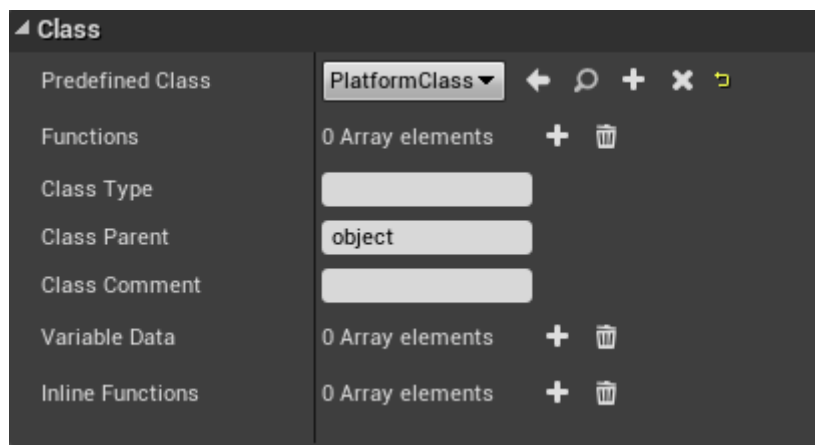 Class
Predefined Class PlatformClass
Functions 0 Array elements
Class Type
Class Parent object
Class Comment
Variable Data 0 Array elements
Inline Functions 0 Array elements